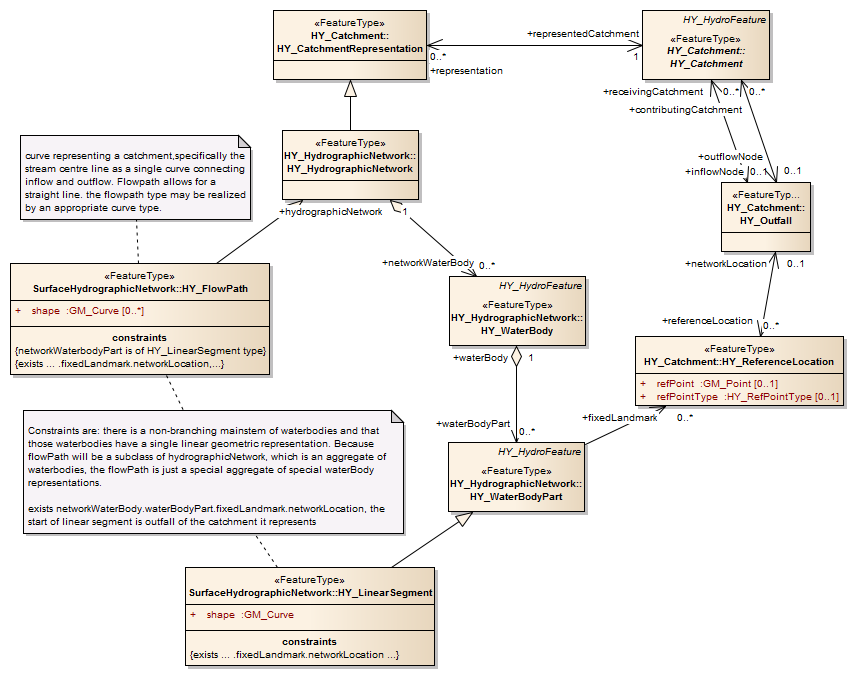 «FeatureType»
HY_Catchment::
HY_CatchmentRepresentation
HY_HydroFeature
«FeatureType»
HY_Catchment::
HY_Catchment
+representedCatchment
0..*
1
+representation
+receivingCatchment
0..*
0..*
+contributingCatchment
«FeatureType»
HY_HydrographicNetwork::
HY_HydrographicNetwork
curve representing a catchment,specifically the
stream centre line as a single curve connecting
inflow and outflow. Flowpath allows for a
straight line. the flowpath type may be realized
by an appropriate curve type.
+outflowNode
+inflowNode
0..1
0..1
«FeatureTyp...
HY_Catchment::
HY_Outfall
+hydrographicNetwork
1
+networkWaterBody
0..*
+networkLocation
0..1
«FeatureType»
SurfaceHydrographicNetwork::HY_FlowPath
+ shape :GM_Curve [0..*]
constraints
{networkWaterbodyPart is of HY_LinearSegment type}
{exists ... .fixedLandmark.networkLocation,...}
HY_HydroFeature
«FeatureType»
HY_HydrographicNetwork::
HY_WaterBody
+referenceLocation
0..*
+waterBody
1
«FeatureType»
HY_Catchment::HY_ReferenceLocation
+ refPoint :GM_Point [0..1]
+ refPointType :HY_RefPointType [0..1]
+waterBodyPart
0..*
+fixedLandmark
0..*
Constraints are: there is a non-branching mainstem of waterbodies and that
those waterbodies have a single linear geometric representation. Because
flowPath will be a subclass of hydrographicNetwork, which is an aggregate of
waterbodies, the flowPath is just a special aggregate of special waterBody
representations.
exists networkWaterBody.waterBodyPart.fixedLandmark.networkLocation, the
start of linear segment is outfall of the catchment it represents
HY_HydroFeature
«FeatureType»
HY_HydrographicNetwork::
HY_WaterBodyPart
«FeatureType»
SurfaceHydrographicNetwork::HY_LinearSegment
+ shape :GM_Curve
constraints
{exists ... .fixedLandmark.networkLocation ...}